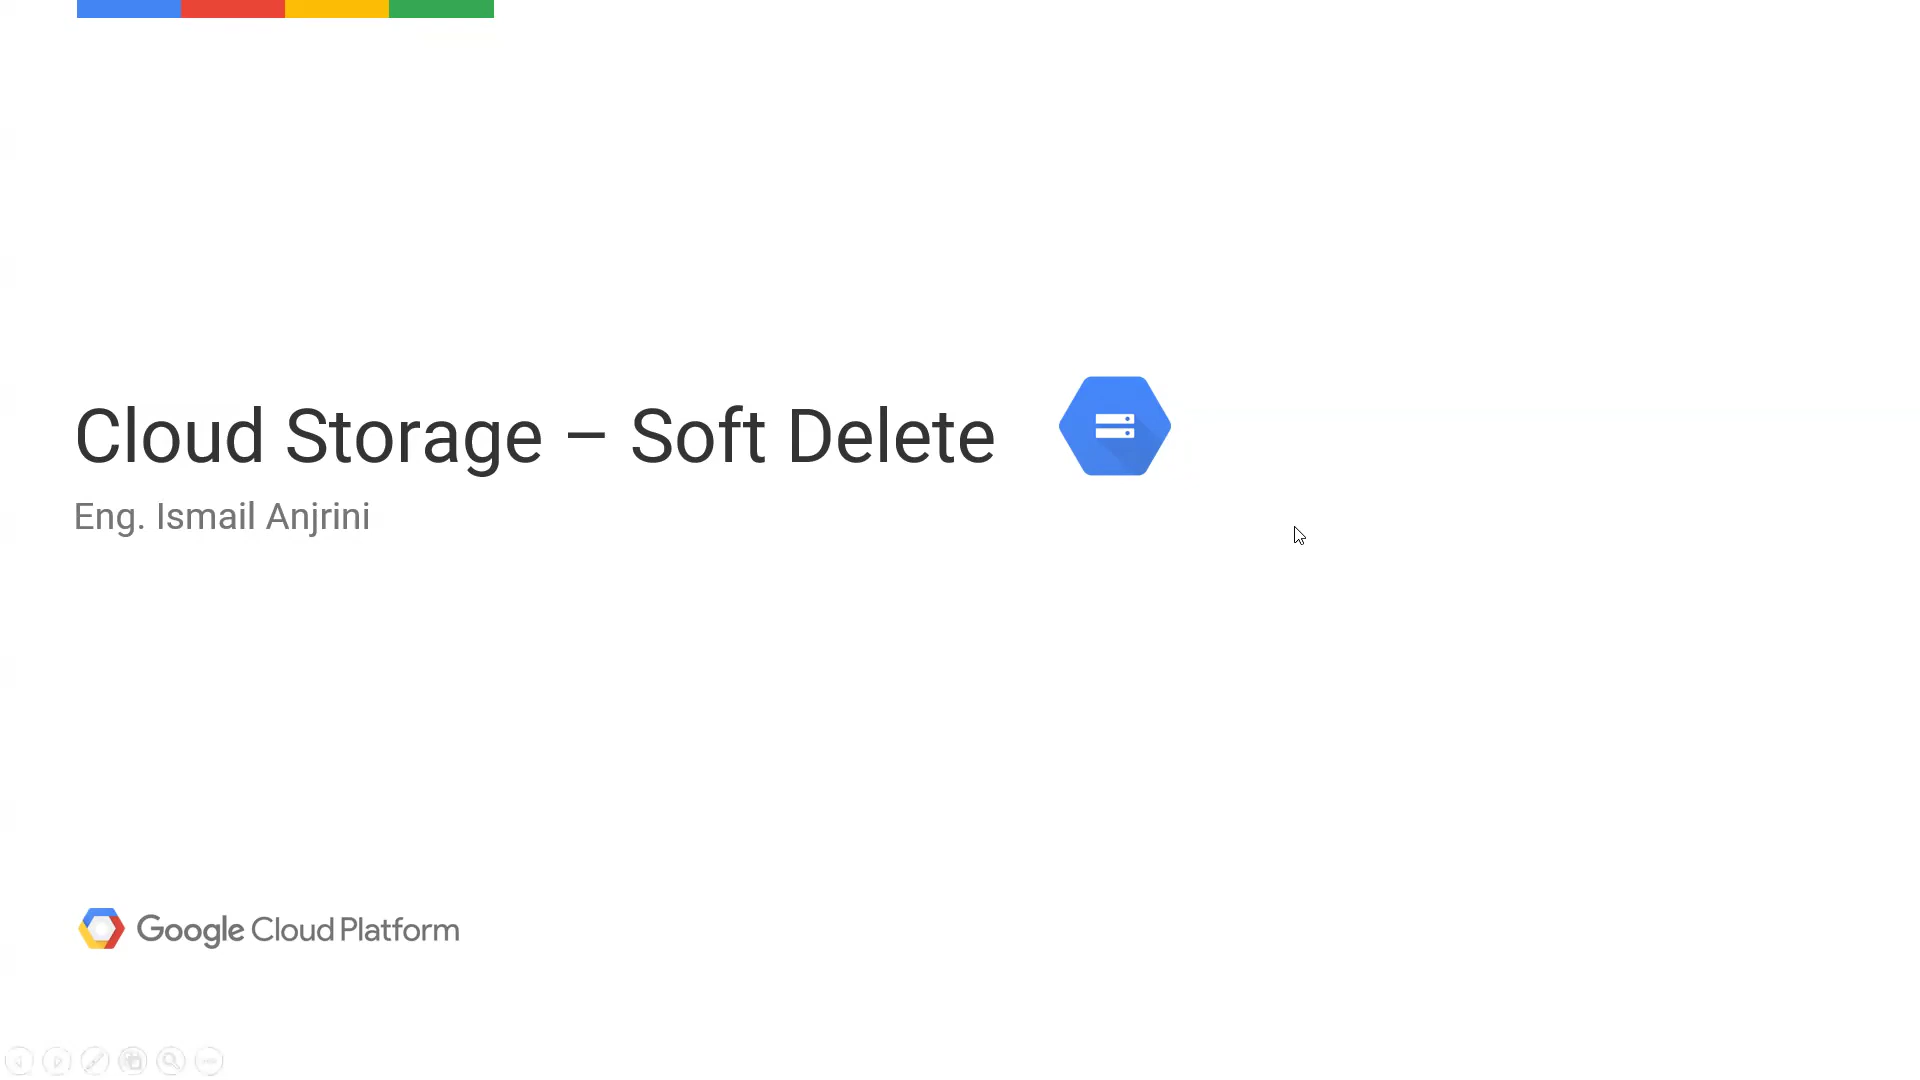 Cloud Storage – Soft Delete
Eng. Ismail Anjrini
Google Cloud Platform